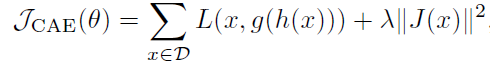 𝒥_CAE(θ) = ∑_{x∈𝒟} L(x, g(h(x))) + λ‖J(x)‖².